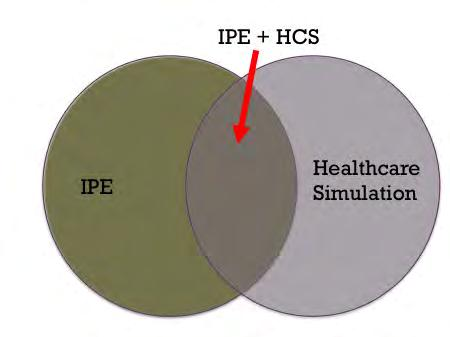 IPE + HCS
IPE
Healthcare
Simulation